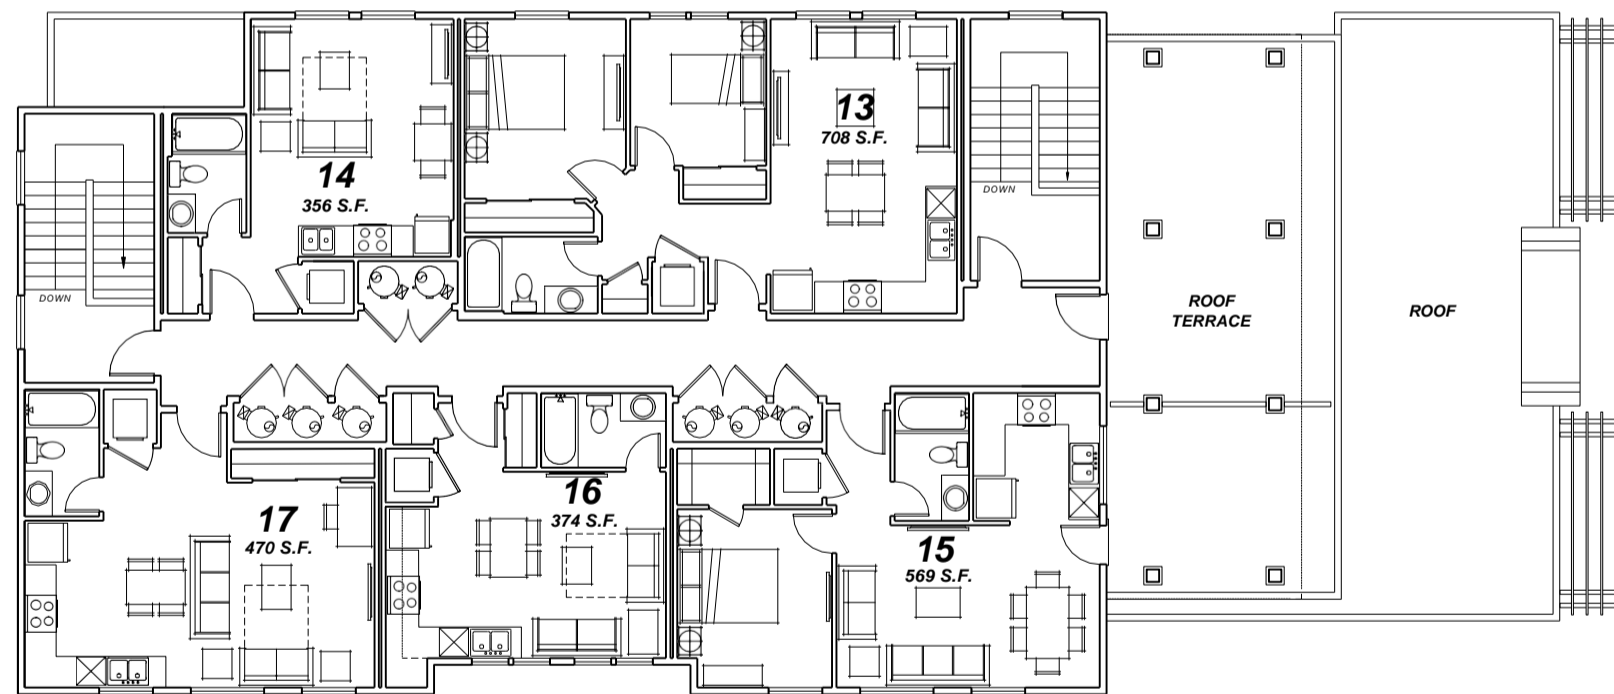 13
708 S.F.
14
356 S.F.
DOWN
DOWN
ROOF
TERRACE
ROOF
16
374 S.F.
17
470 S.F.
15
569 S.F.